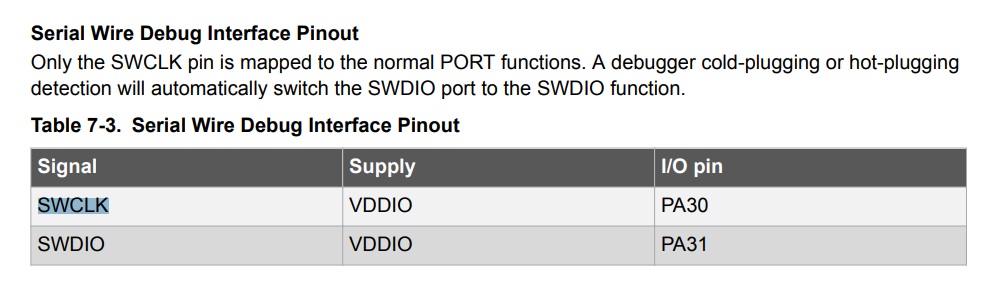 Serial Wire Debug Interface Pinout
Only the SWCLK pin is mapped to the normal PORT functions. A debugger cold-plugging or hot-plugging
detection will automatically switch the SWDIO port to the SWDIO function.
Table 7-3. Serial Wire Debug Interface Pinout
Signal Supply I/O pin
SWCLK VDDIO PA30
SWDIO VDDIO PA31